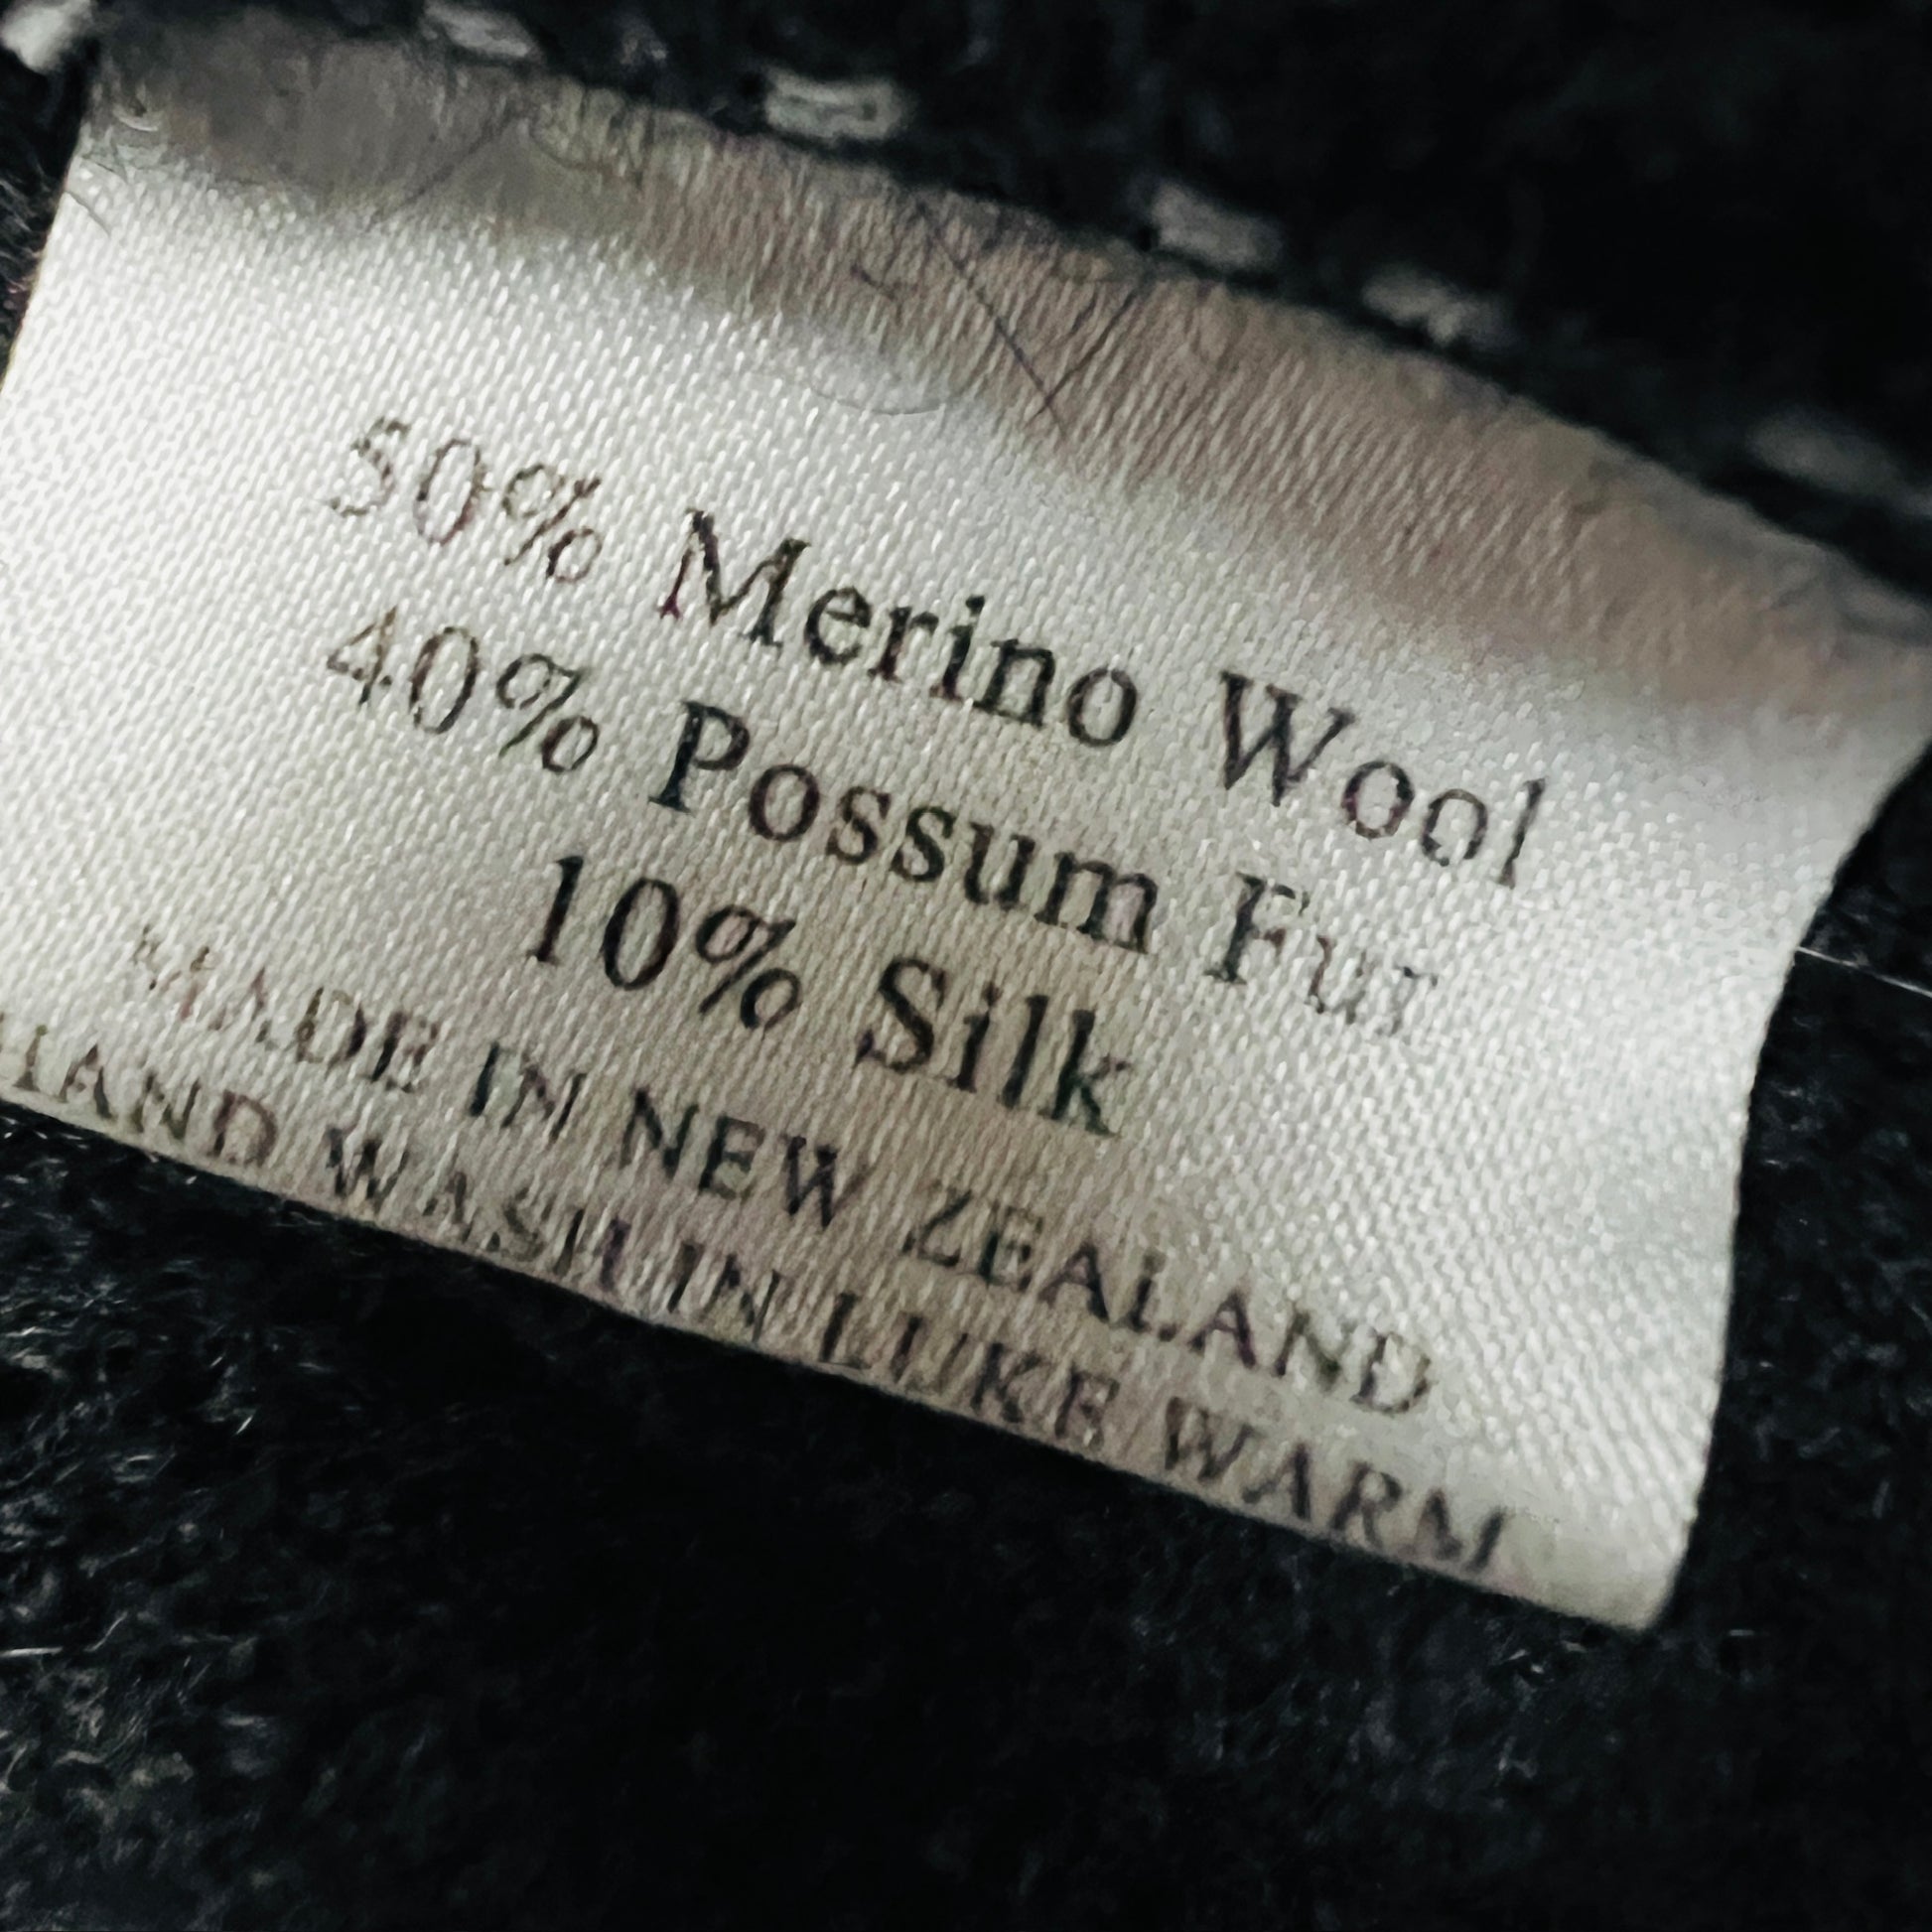 50% Merino Wool
40% Possum Fur
10% Silk
MADE IN NEW ZEALAND
HAND WASH IN LUKE WARM